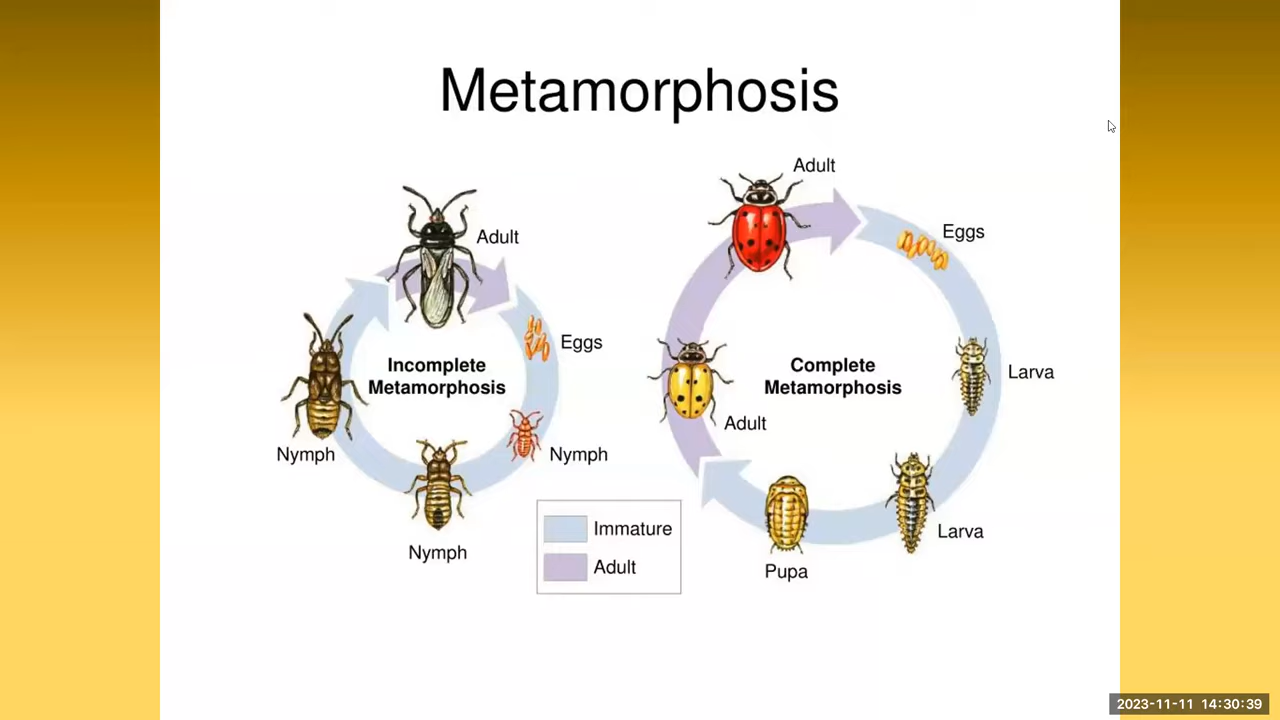 Metamorphosis
Adult
Eggs
Nymph
Nymph
Nymph
Incomplete
Metamorphosis
Adult
Eggs
Larva
Larva
Pupa
Adult
Complete
Metamorphosis
Immature
Adult
2023-11-11 14:30:39